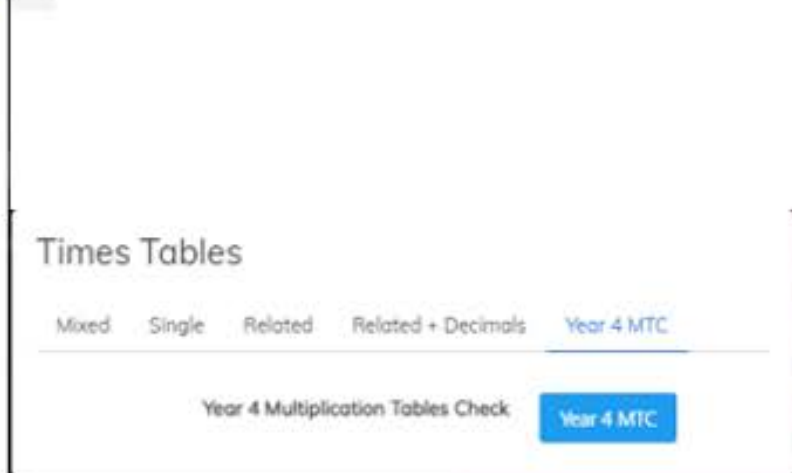 Times Tables
Mixed Single Related Related + Decimals Year 4 MTC
Year 4 Multiplication Tables Check Year 4 MTC